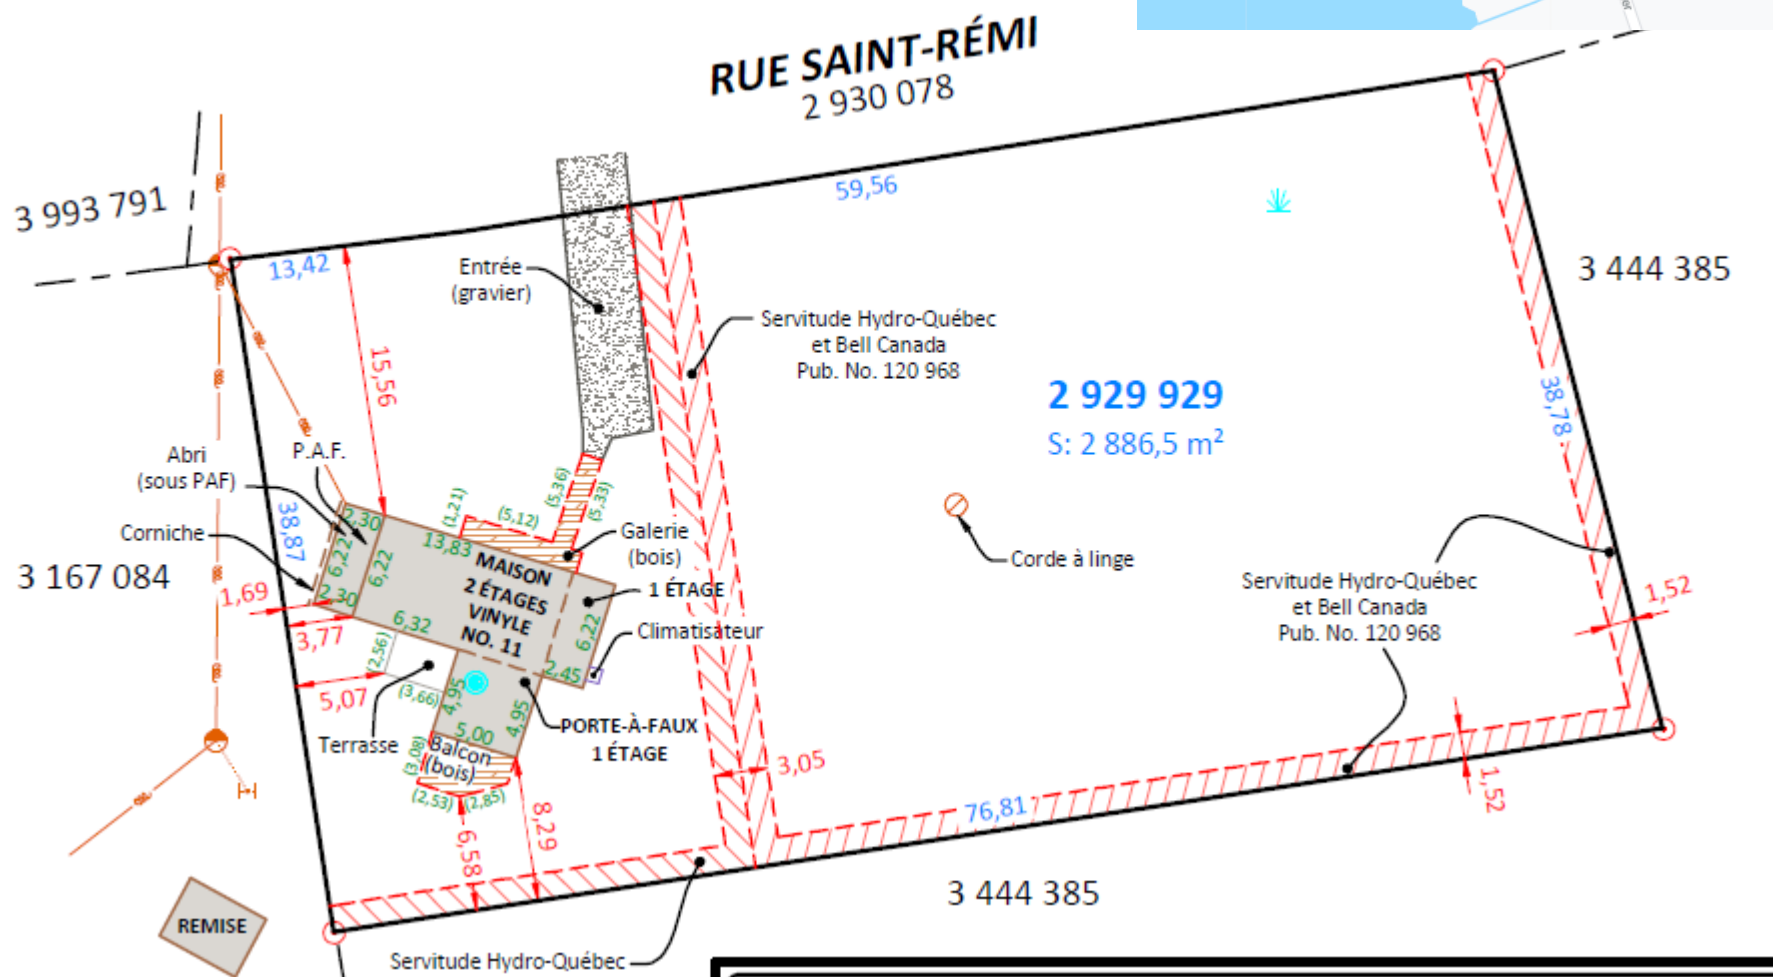 RUE SAINT-RÉMI
2 930 078
3 993 791
13,42
59,56
Entrée
(gravier)
3 444 385
Servitude Hydro-Québec
et Bell Canada
Pub. No. 120 968
15,56
2 929 929
S: 2 886,5 m²
38,78
Abri
(sous PAF)
P.A.F.
38,87
Corniche
2,30
6,22
6,22
2,30
(1,21)
(5,12)
(5,36)
(5,33)
13,83
Galerie
(bois)
MAISON
2 ÉTAGES
VINYLE
NO. 11
1 ÉTAGE
Corde à linge
3 167 084
1,69
3,77
6,32
6,22
Climatisateur
2,45
Servitude Hydro-Québec
et Bell Canada
Pub. No. 120 968
1,52
(2,56)
5,07
(3,66)
4,95
4,95
5,00
PORTE-À-FAUX
1 ÉTAGE
Terrasse
(3,08)
Balcon
(bois)
(2,53)
(2,85)
3,05
1,52
76,81
6,58
8,29
3 444 385
REMISE
Servitude Hydro-Québec